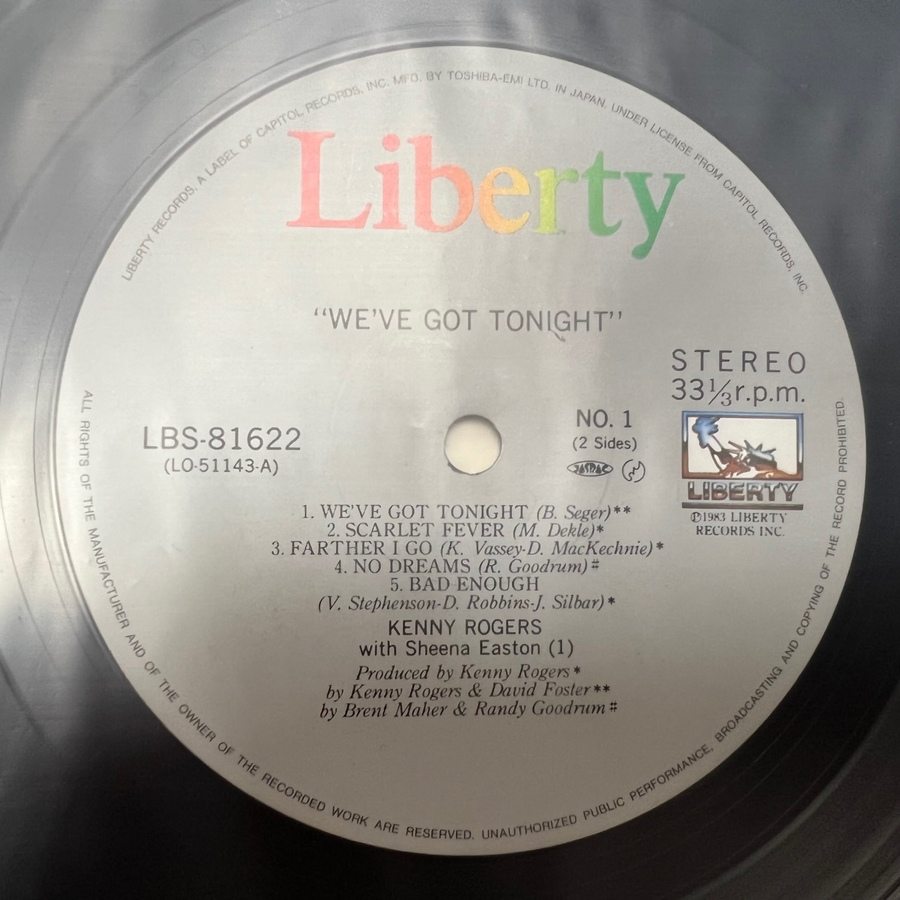 LIBERTY RECORDS, A LABEL OF CAPITOL RECORDS, INC. MFD. BY TOSHIBA-EMI LTD. IN JAPAN, UNDER LICENSE FROM CAPITOL RECORDS, INC.
Liberty
"WE'VE GOT TONIGHT"
STEREO
33⅓r.p.m.
NO. 1
(2 Sides)
LBS-81622
(LO-51143-A)
JASRAC
LIBERTY
℗1983 LIBERTY
RECORDS INC.
1. WE'VE GOT TONIGHT (B. Seger)**
2. SCARLET FEVER (M. Dekle)*
3. FARTHER I GO (K. Vassey-D. MacKechnie)*
4. NO DREAMS (R. Goodrum)#
5. BAD ENOUGH
(V. Stephenson-D. Robbins-J. Silbar)*
KENNY ROGERS
with Sheena Easton (1)
Produced by Kenny Rogers*
by Kenny Rogers & David Foster**
by Brent Maher & Randy Goodrum#
ALL RIGHTS OF THE MANUFACTURER AND OF THE OWNER OF THE RECORDED WORK ARE RESERVED. UNAUTHORIZED PUBLIC PERFORMANCE, BROADCASTING AND COPYING OF THE RECORD PROHIBITED.